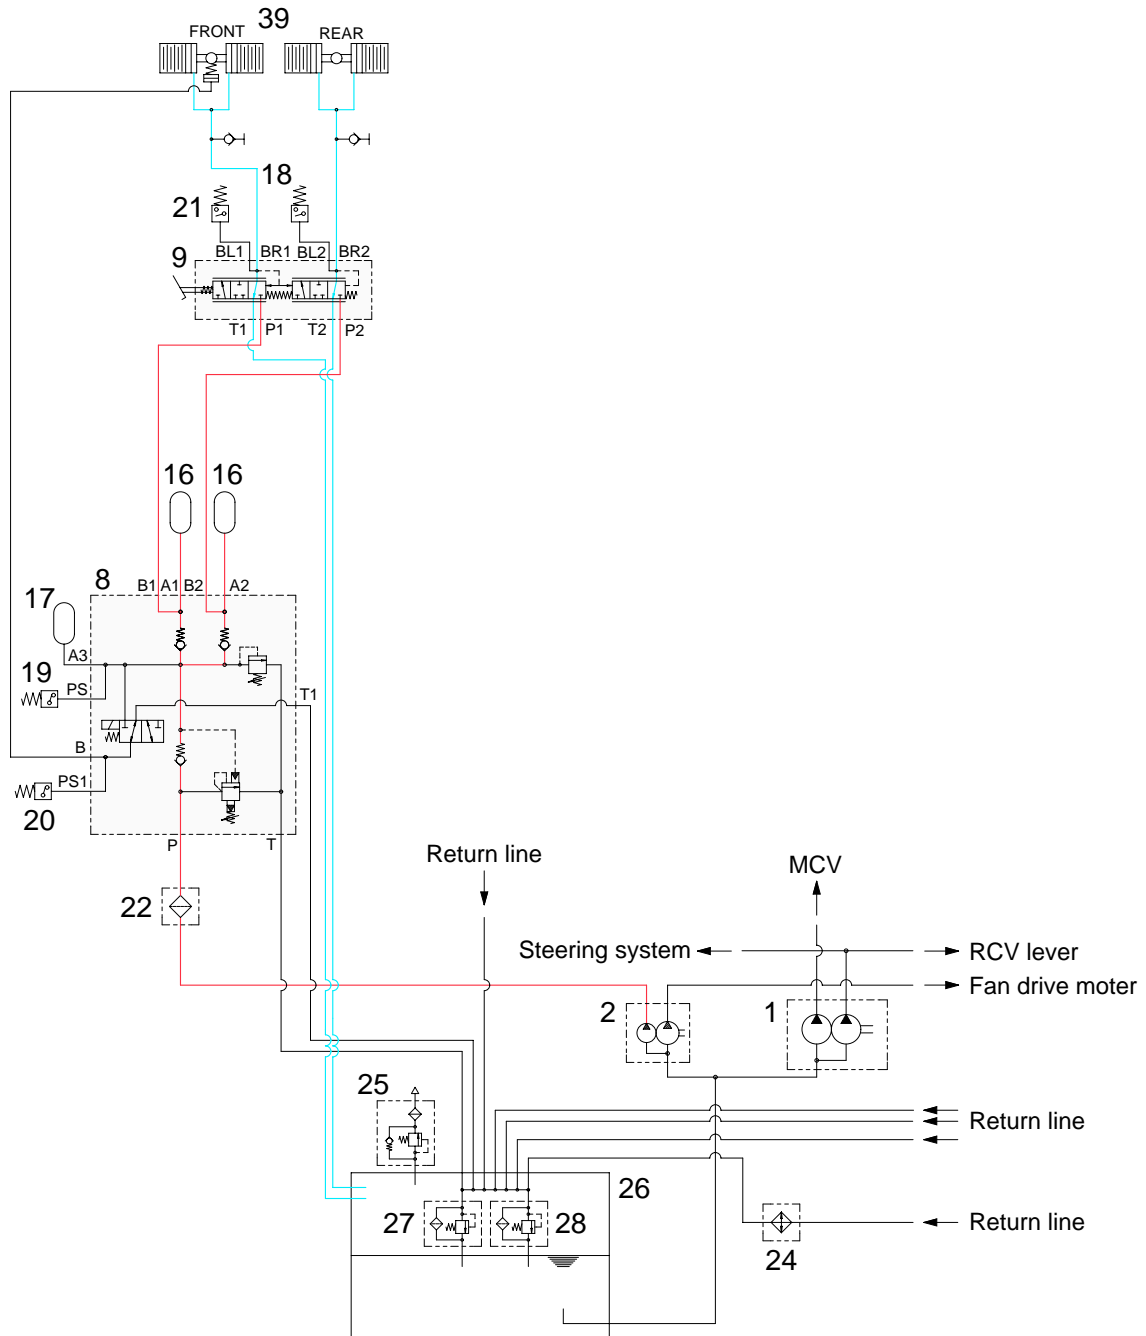 FRONT 39 REAR
18
21
BL1 BR1 BL2 BR2
9
T1 P1 T2 P2
16 16
8 B1 A1 B2 A2
17
A3
19 PS T1
B
PS1
20
P T
Return line MCV
22
Steering system RCV lever
Fan drive moter
2 1
25
Return line
26
27 28 Return line
24